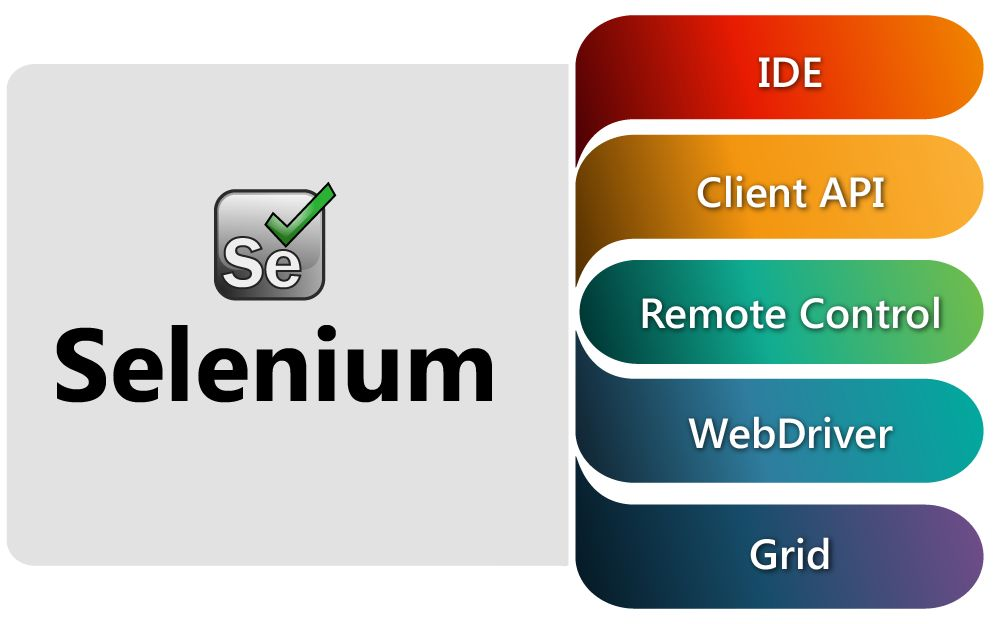 Se
Selenium
IDE
Client API
Remote Control
WebDriver
Grid